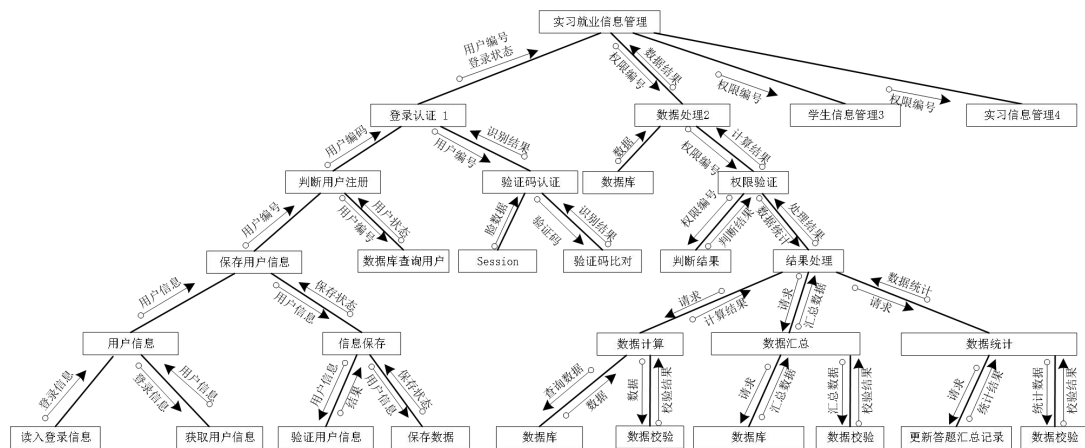 实习就业信息管理
用户编号
登录状态
数据结果
权限编号
权限编号
权限编号
登录认证 1
数据处理2
学生信息管理3
实习信息管理4
用户编码
识别结果
用户编号
数据
计算结果
权限编号
判断用户注册
验证码认证
数据库
权限验证
用户编号
用户状态
用户编号
脸数据
识别结果
验证码
权限编号
判断结果
处理结果
数据统计
保存用户信息
数据库查询用户
Session
验证码比对
判断结果
结果处理
用户信息
保存状态
用户信息
请求
计算结果
请求
汇总数据
数据统计
请求
用户信息
信息保存
数据计算
数据汇总
数据统计
登录信息
用户信息
登录信息
用户信息
结果
保存状态
用户信息
查询数据
数据
数据
校验结果
请求
汇总数据
汇总数据
校验结果
请求
统计结果
统计数据
校验结果
读入登录信息
获取用户信息
验证用户信息
保存数据
数据库
数据校验
数据库
数据校验
更新答题汇总记录
数据校验